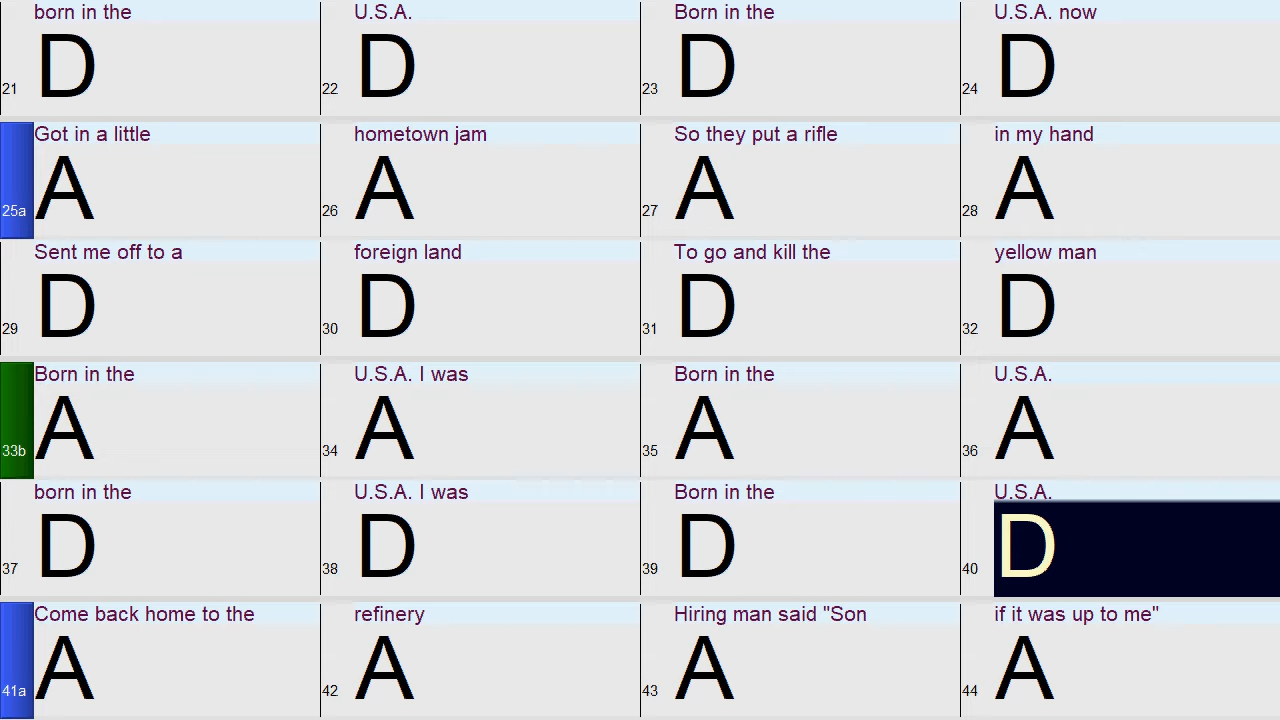 born in the U.S.A. Born in the U.S.A. now
21 D 22 D 23 D 24 D
Got in a little hometown jam So they put a rifle in my hand
25a A 26 A 27 A 28 A
Sent me off to a foreign land To go and kill the yellow man
29 D 30 D 31 D 32 D
Born in the U.S.A. I was Born in the U.S.A.
33b A 34 A 35 A 36 A
born in the U.S.A. I was Born in the U.S.A.
37 D 38 D 39 D 40 D
Come back home to the refinery Hiring man said "Son if it was up to me"
41a A 42 A 43 A 44 A